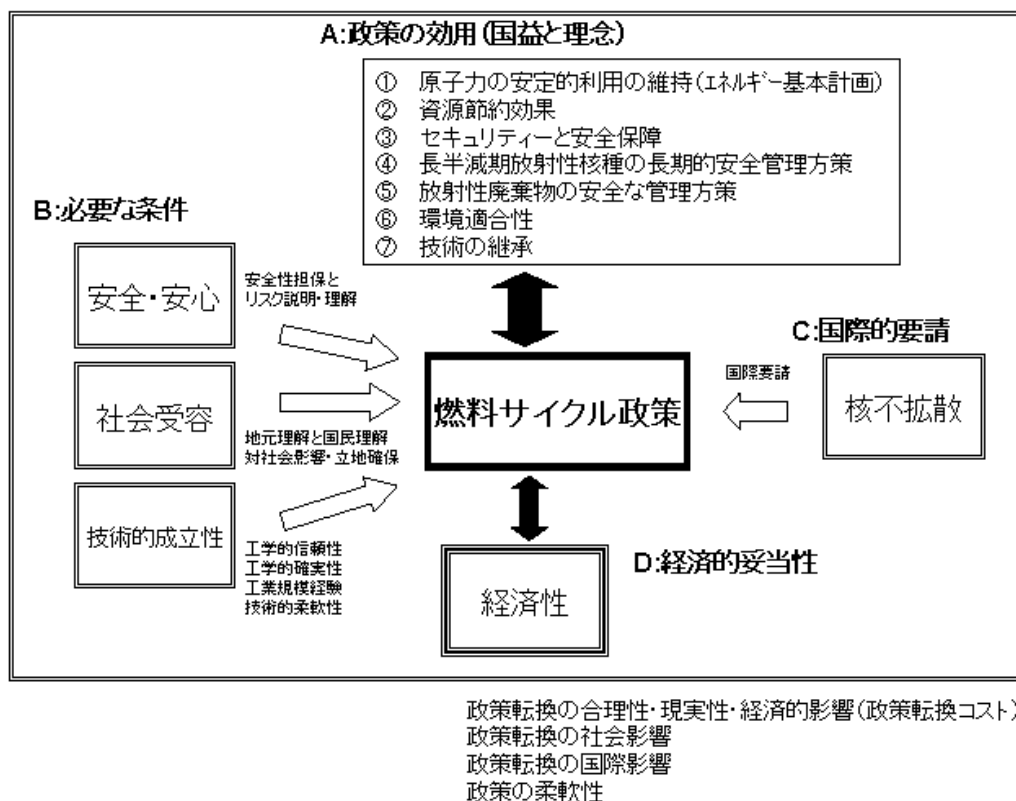 A:政策の効用(国益と理念)
① 原子力の安定的利用の維持(エネルギー基本計画)
② 資源節約効果
③ セキュリティーと安全保障
④ 長半減期放射性核種の長期的安全管理方策
⑤ 放射性廃棄物の安全な管理方策
⑥ 環境適合性
⑦ 技術の継承
B:必要な条件
安全・安心
安全性担保と
リスク説明・理解
社会受容
地元理解と国民理解
対社会影響・立地確保
技術的成立性
工学的信頼性
工学的確実性
工業規模経験
技術的柔軟性
燃料サイクル政策
C:国際的要請
国際要請
核不拡散
D:経済的妥当性
経済性
政策転換の合理性・現実性・経済的影響(政策転換コスト)
政策転換の社会影響
政策転換の国際影響
政策の柔軟性